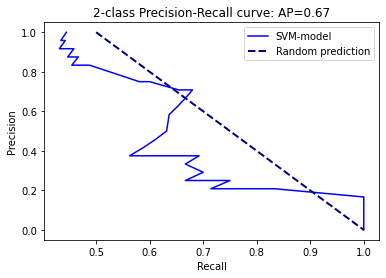 2-class Precision-Recall curve: AP=0.67
SVM-model
Random prediction
Precision
1.0
0.8
0.6
0.4
0.2
0.0
0.5 0.6 0.7 0.8 0.9 1.0
Recall